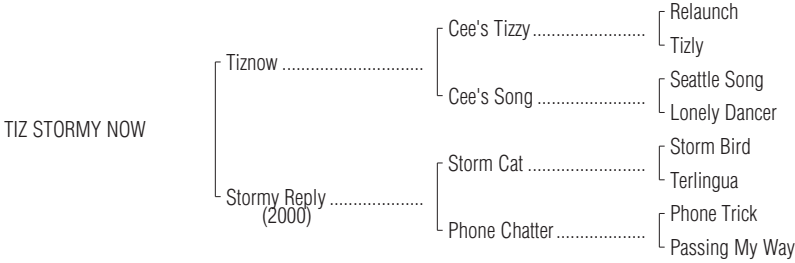 Relaunch
Cee's Tizzy........................
Tizly
Tiznow ..............................
Seattle Song
Cee's Song .......................
Lonely Dancer
TIZ STORMY NOW
Storm Bird
Storm Cat .........................
Terlingua
Stormy Reply ....................
(2000)
Phone Trick
Phone Chatter...................
Passing My Way